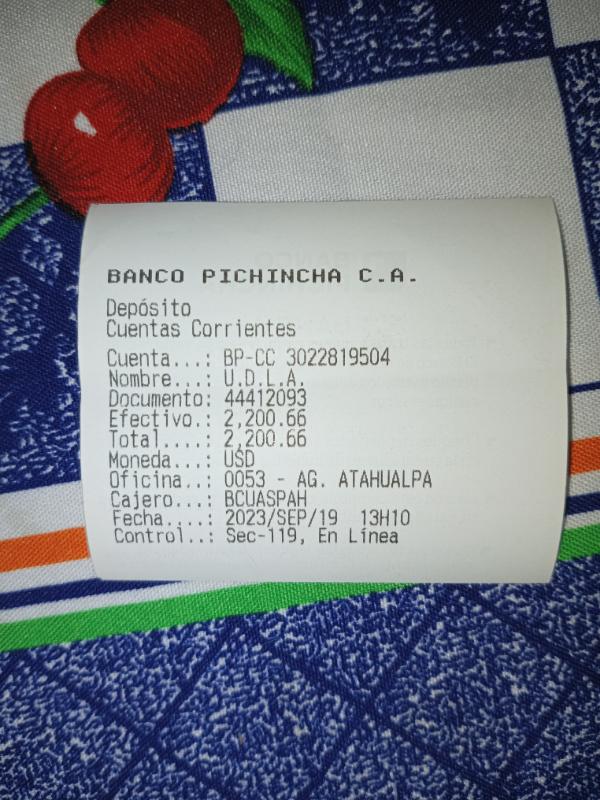 BANCO PICHINCHA C.A.
Depósito
Cuentas Corrientes
Cuenta...: BP-CC 3022819504
Nombre...: U.D.L.A.
Documento: 44412093
Efectivo.: 2,200.66
Total....: 2,200.66
Moneda...: USD
Oficina..: 0053 - AG. ATAHUALPA
Cajero...: BCUASPAH
Fecha....: 2023/SEP/19 13H10
Control..: Sec-119, En Línea